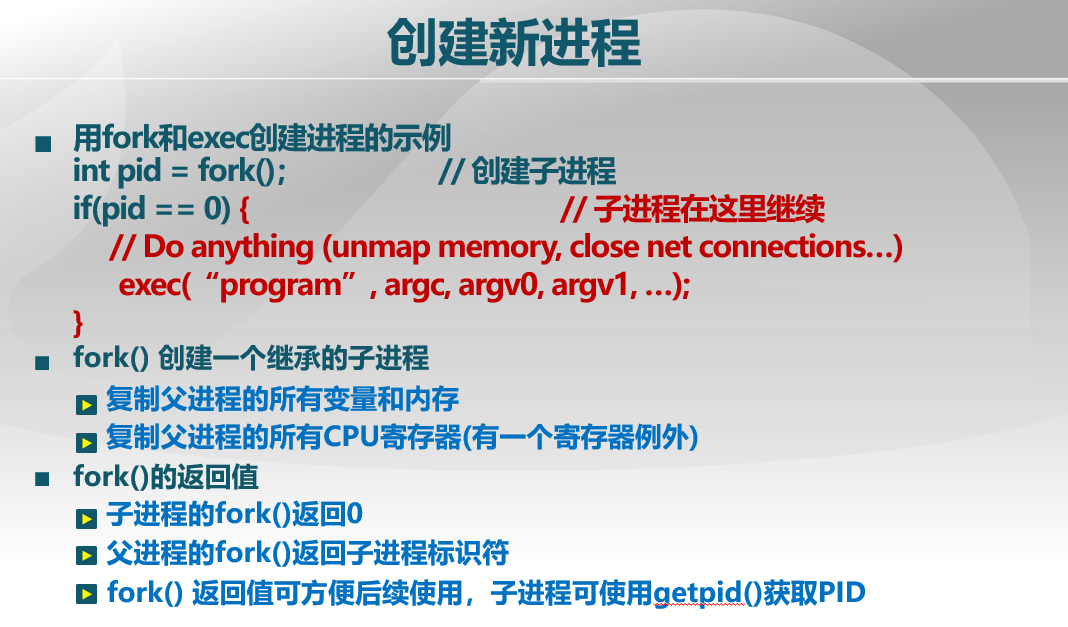 创建新进程
用fork和exec创建进程的示例
int pid = fork(); // 创建子进程
if(pid == 0) { // 子进程在这里继续
// Do anything (unmap memory, close net connections…)
exec(“program”, argc, argv0, argv1, …);
}
fork() 创建一个继承的子进程
复制父进程的所有变量和内存
复制父进程的所有CPU寄存器(有一个寄存器例外)
fork()的返回值
子进程的fork()返回0
父进程的fork()返回子进程标识符
fork() 返回值可方便后续使用，子进程可使用getpid()获取PID